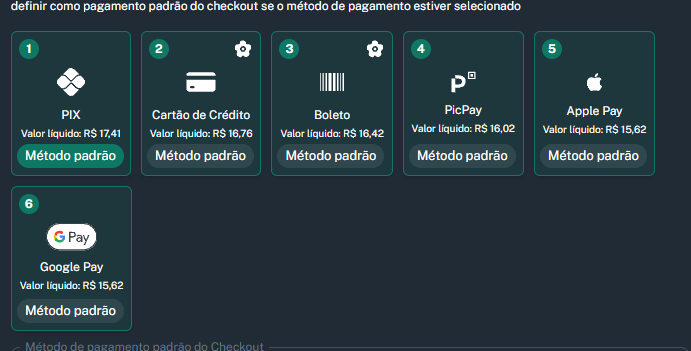 definir como pagamento padrão do checkout se o método de pagamento estiver selecionado
1
PIX
Valor líquido: R$ 17,41
Método padrão
2
Cartão de Crédito
Valor líquido: R$ 16,76
Método padrão
3
Boleto
Valor líquido: R$ 16,42
Método padrão
4
PicPay
Valor líquido: R$ 16,02
Método padrão
5
Apple Pay
Valor líquido: R$ 15,62
Método padrão
6
G Pay
Google Pay
Valor líquido: R$ 15,62
Método padrão
Método de pagamento padrão do Checkout